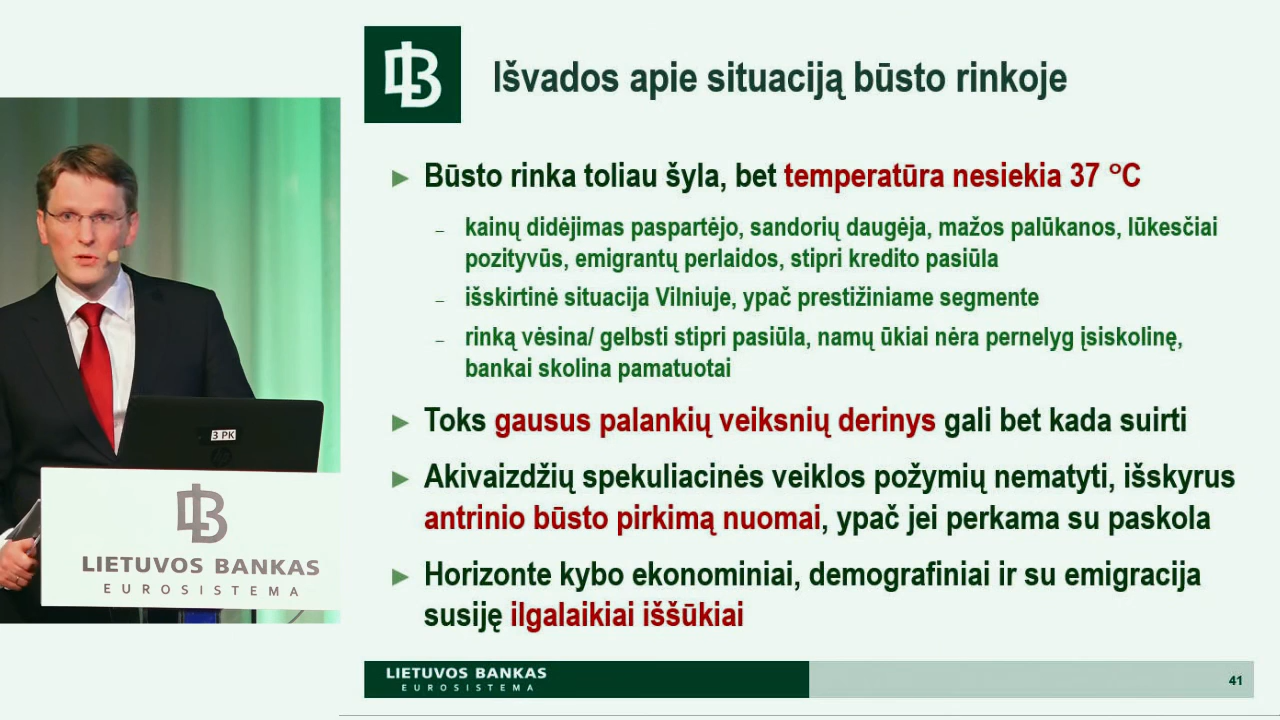 Išvados apie situaciją būsto rinkoje
Būsto rinka toliau šyla, bet temperatūra nesiekia 37 °C
– kainų didėjimas paspartėjo, sandorių daugėja, mažos palūkanos, lūkesčiai
pozityvūs, emigrantų perlaidos, stipri kredito pasiūla
– išskirtinė situacija Vilniuje, ypač prestižiniame segmente
– rinką vėsina/ gelbsti stipri pasiūla, namų ūkiai nėra pernelyg įsiskolinę,
bankai skolina pamatuotai
Toks gausus palankių veiksnių derinys gali bet kada suirti
Akivaizdžių spekuliacinės veiklos požymių nematyti, išskyrus
antrinio būsto pirkimą nuomai, ypač jei perkama su paskola
Horizonte kybo ekonominiai, demografiniai ir su emigracija
susiję ilgalaikiai iššūkiai
LIETUVOS BANKAS
EUROSISTEMA
41
3 PK
LIETUVOS BANKAS
EUROSISTEMA